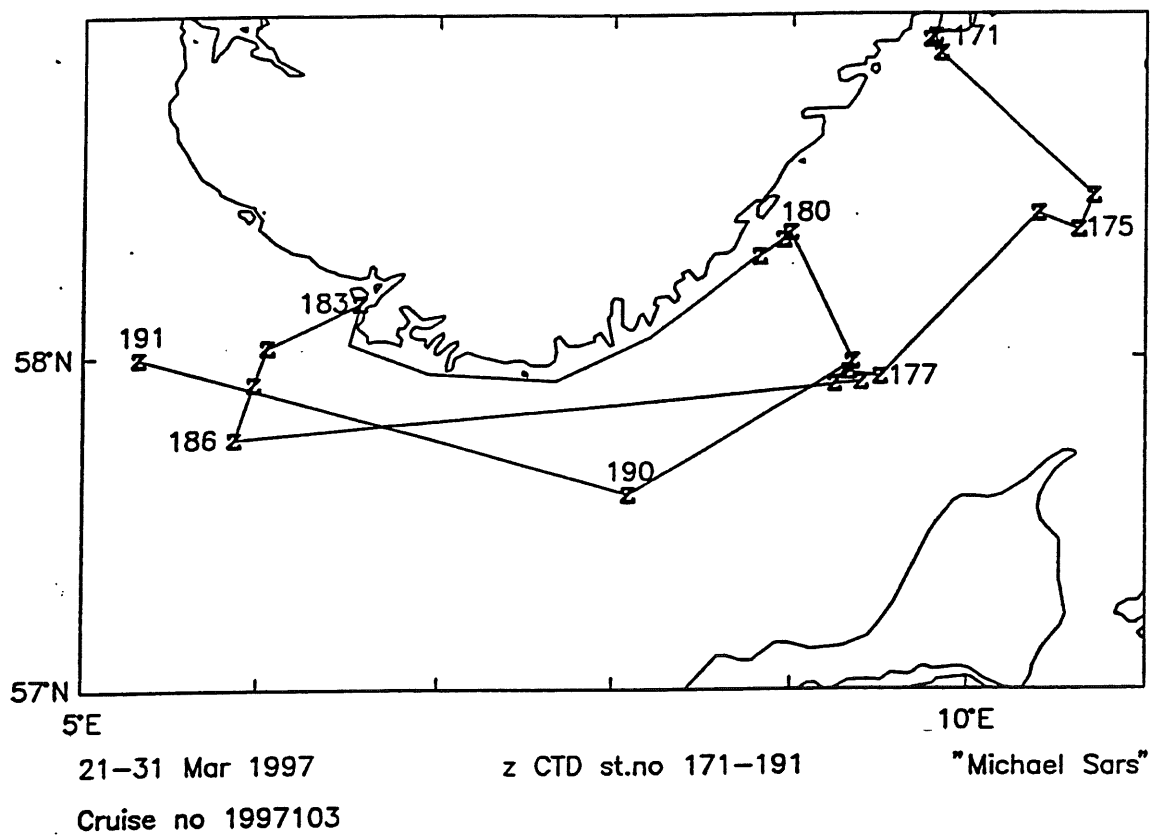 171
180
175
183
191
58°N
177
186
190
57°N
5°E
10°E
21-31 Mar 1997
z CTD st.no 171-191
"Michael Sars"
Cruise no 1997103